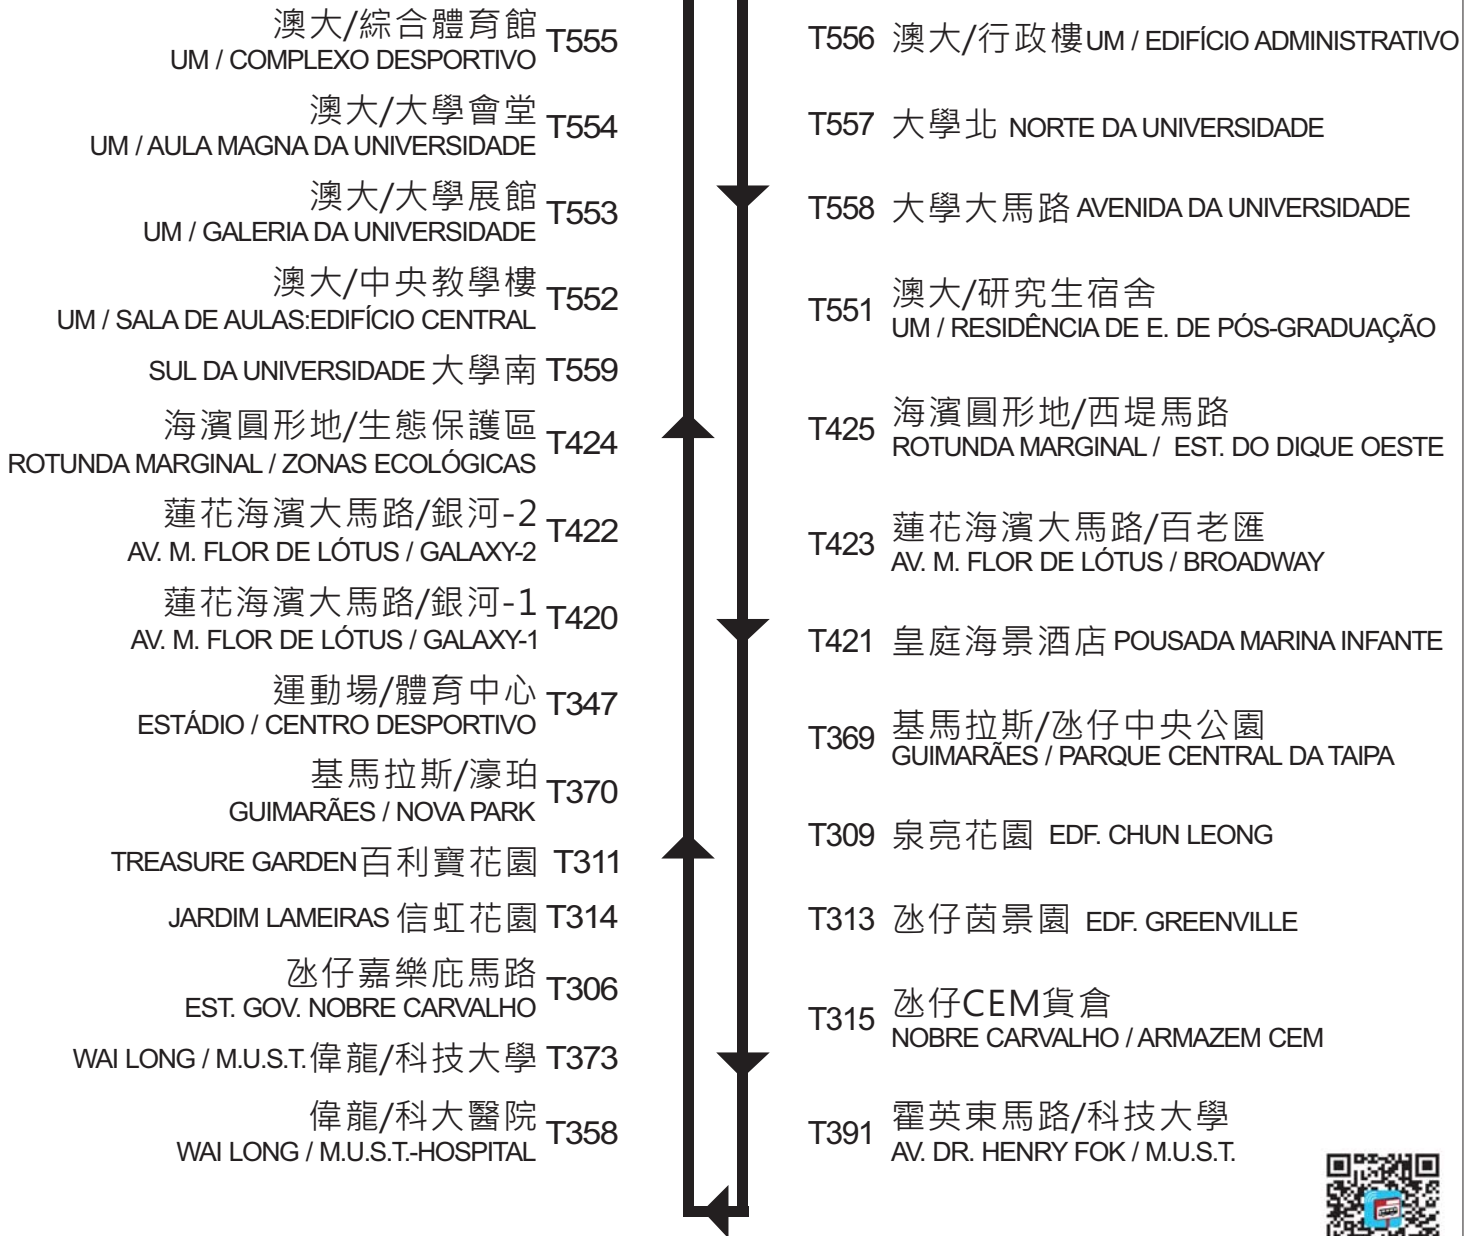 澳大/綜合體育館
UM / COMPLEXO DESPORTIVO
T555
澳大/大學會堂
UM / AULA MAGNA DA UNIVERSIDADE
T554
澳大/大學展館
UM / GALERIA DA UNIVERSIDADE
T553
澳大/中央教學樓
UM / SALA DE AULAS:EDIFÍCIO CENTRAL
T552
SUL DA UNIVERSIDADE 大學南 T559
海濱圓形地/生態保護區
ROTUNDA MARGINAL / ZONAS ECOLÓGICAS
T424
蓮花海濱大馬路/銀河-2
AV. M. FLOR DE LÓTUS / GALAXY-2
T422
蓮花海濱大馬路/銀河-1
AV. M. FLOR DE LÓTUS / GALAXY-1
T420
運動場/體育中心
ESTÁDIO / CENTRO DESPORTIVO
T347
基馬拉斯/濠珀
GUIMARÃES / NOVA PARK
T370
TREASURE GARDEN百利寶花園 T311
JARDIM LAMEIRAS 信虹花園 T314
氹仔嘉樂庇馬路
EST. GOV. NOBRE CARVALHO
T306
WAI LONG / M.U.S.T.偉龍/科技大學 T373
偉龍/科大醫院
WAI LONG / M.U.S.T.-HOSPITAL
T358
T556 澳大/行政樓UM / EDIFÍCIO ADMINISTRATIVO
T557 大學北 NORTE DA UNIVERSIDADE
T558 大學大馬路 AVENIDA DA UNIVERSIDADE
T551
澳大/研究生宿舍
UM / RESIDÊNCIA DE E. DE PÓS-GRADUAÇÃO
T425
海濱圓形地/西堤馬路
ROTUNDA MARGINAL / EST. DO DIQUE OESTE
T423
蓮花海濱大馬路/百老匯
AV. M. FLOR DE LÓTUS / BROADWAY
T421 皇庭海景酒店 POUSADA MARINA INFANTE
T369
基馬拉斯/氹仔中央公園
GUIMARÃES / PARQUE CENTRAL DA TAIPA
T309 泉亮花園 EDF. CHUN LEONG
T313 氹仔茵景園 EDF. GREENVILLE
T315
氹仔CEM貨倉
NOBRE CARVALHO / ARMAZEM CEM
T391
霍英東馬路/科技大學
AV. DR. HENRY FOK / M.U.S.T.